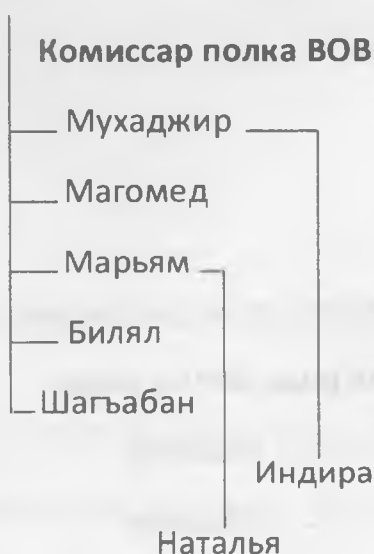 Комиссар полка ВОВ
Мухаджир
Магомед
Марьям
Билял
Шагъабан
Индира
Наталья